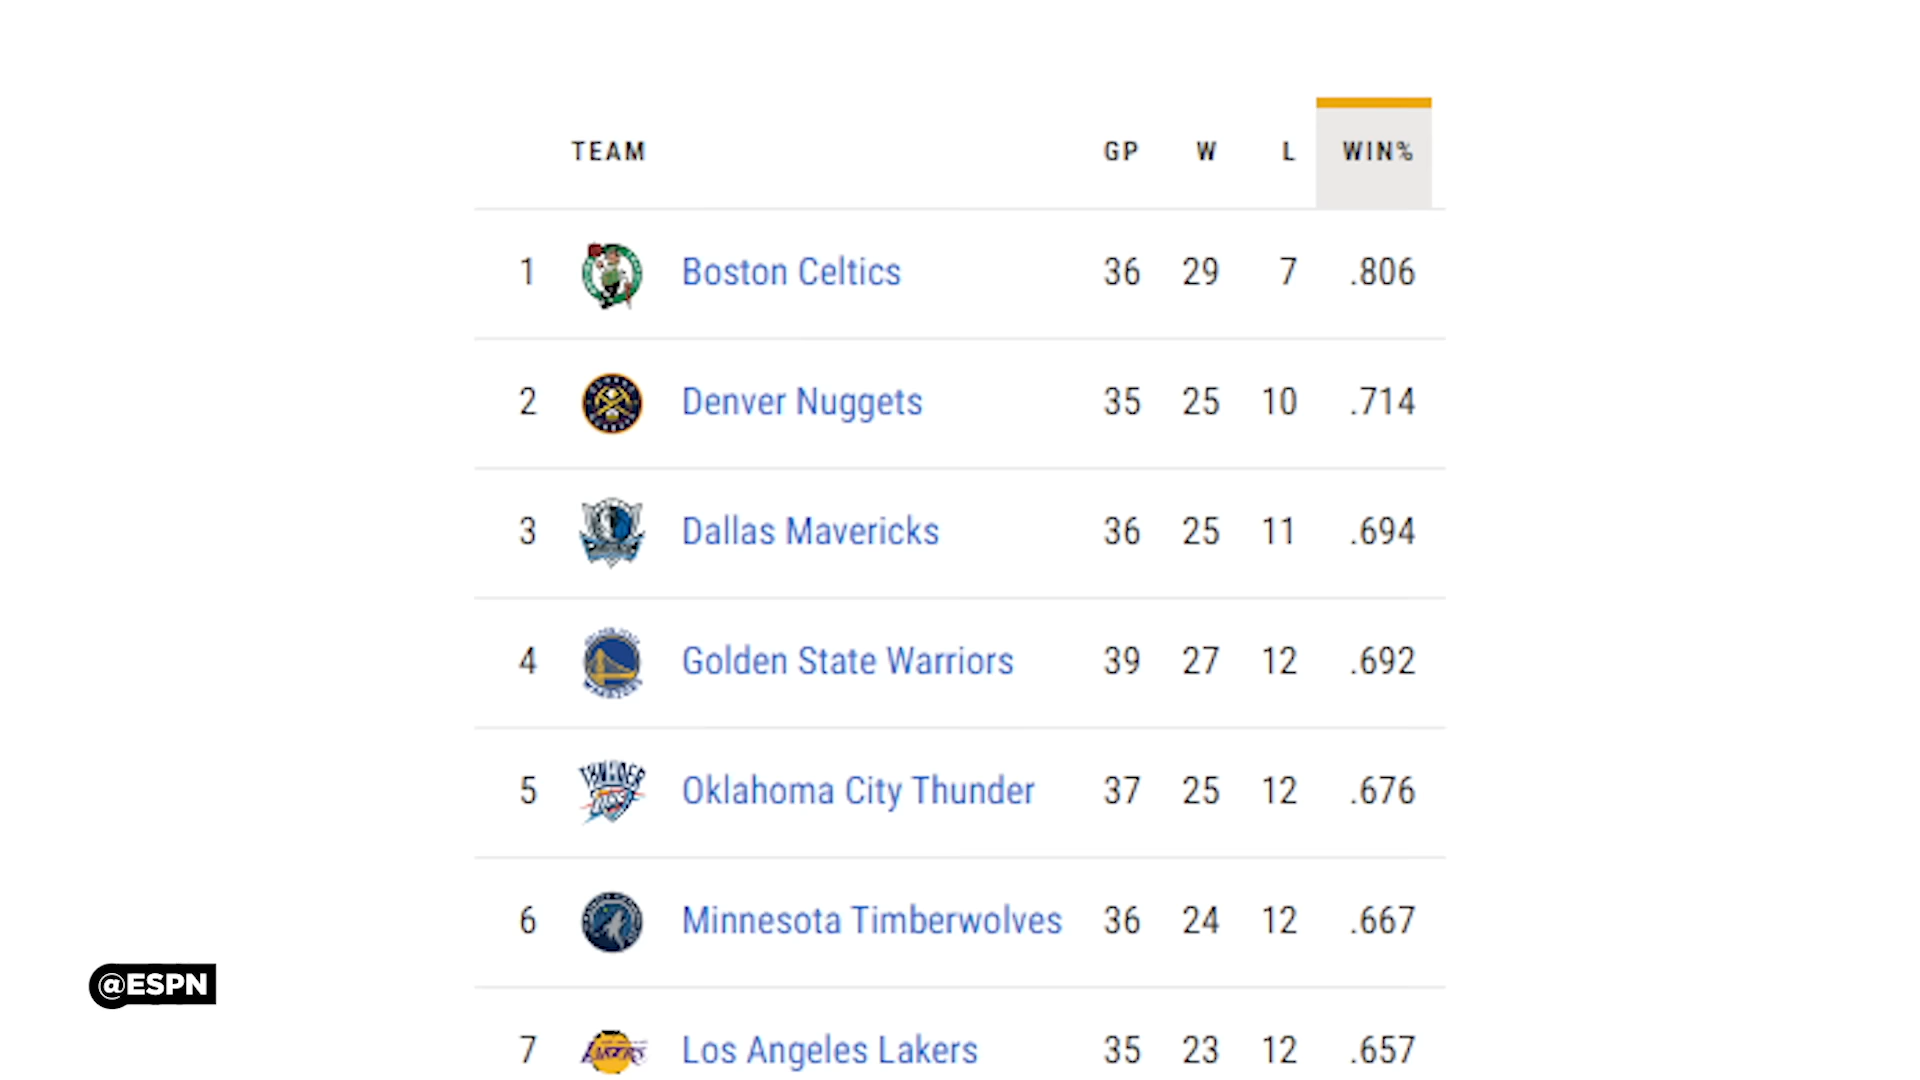 TEAM GP W L WIN%
1 Boston Celtics 36 29 7 .806
2 Denver Nuggets 35 25 10 .714
3 Dallas Mavericks 36 25 11 .694
4 Golden State Warriors 39 27 12 .692
THUNDER
5 Oklahoma City Thunder 37 25 12 .676
6 Minnesota Timberwolves 36 24 12 .667
@ESPN
LAKERS
7 Los Angeles Lakers 35 23 12 .657